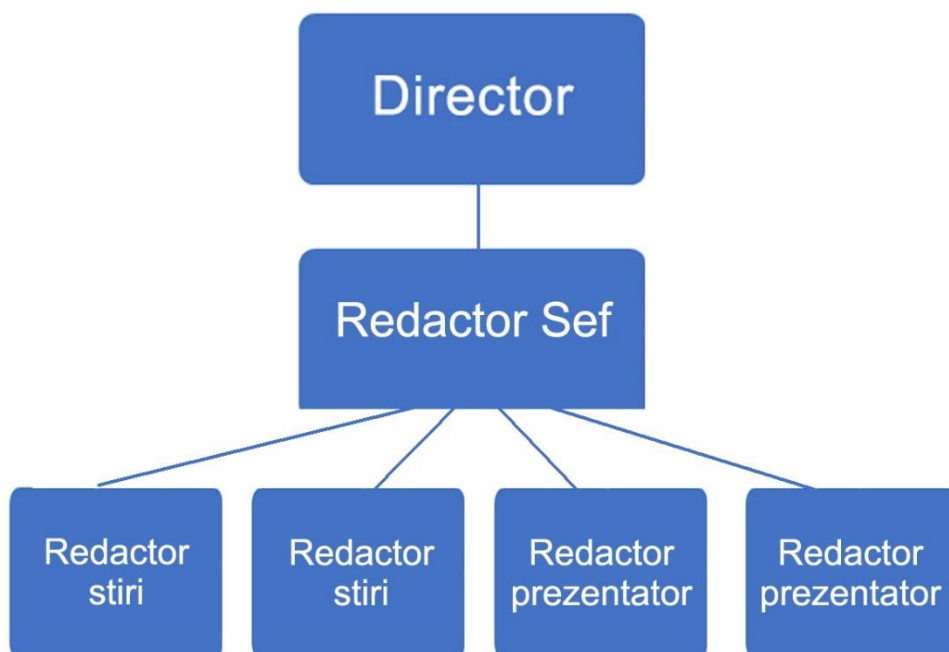 Director
Redactor Sef
Redactor
stiri
Redactor
stiri
Redactor
prezentator
Redactor
prezentator